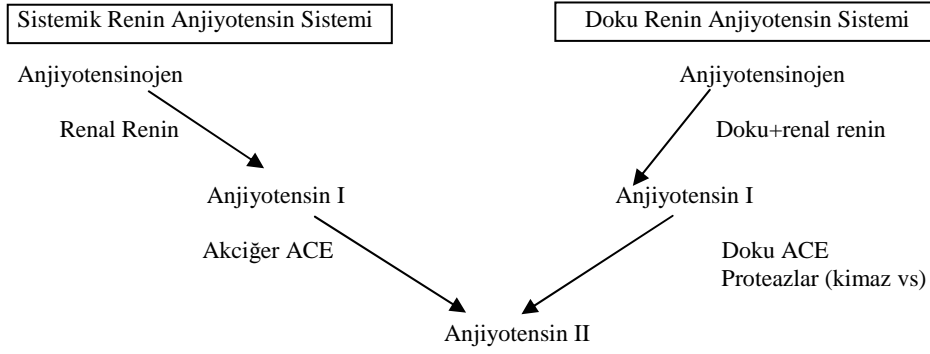 Sistemik Renin Anjiyotensin Sistemi
Doku Renin Anjiyotensin Sistemi
Anjiyotensinojen
Anjiyotensinojen
Renal Renin
Doku+renal renin
Anjiyotensin I
Anjiyotensin I
Akciğer ACE
Doku ACE
Proteazlar (kimaz vs)
Anjiyotensin II